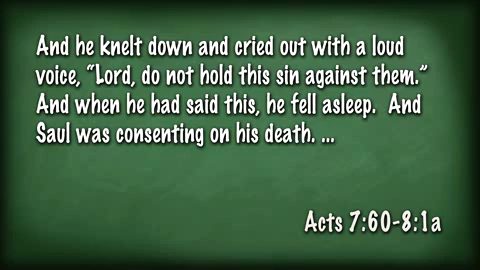 And he knelt down and cried out with a loud
voice, “Lord, do not hold this sin against them.”
And when he had said this, he fell asleep.  And
Saul was consenting on his death. ...
Acts 7:60-8:1a